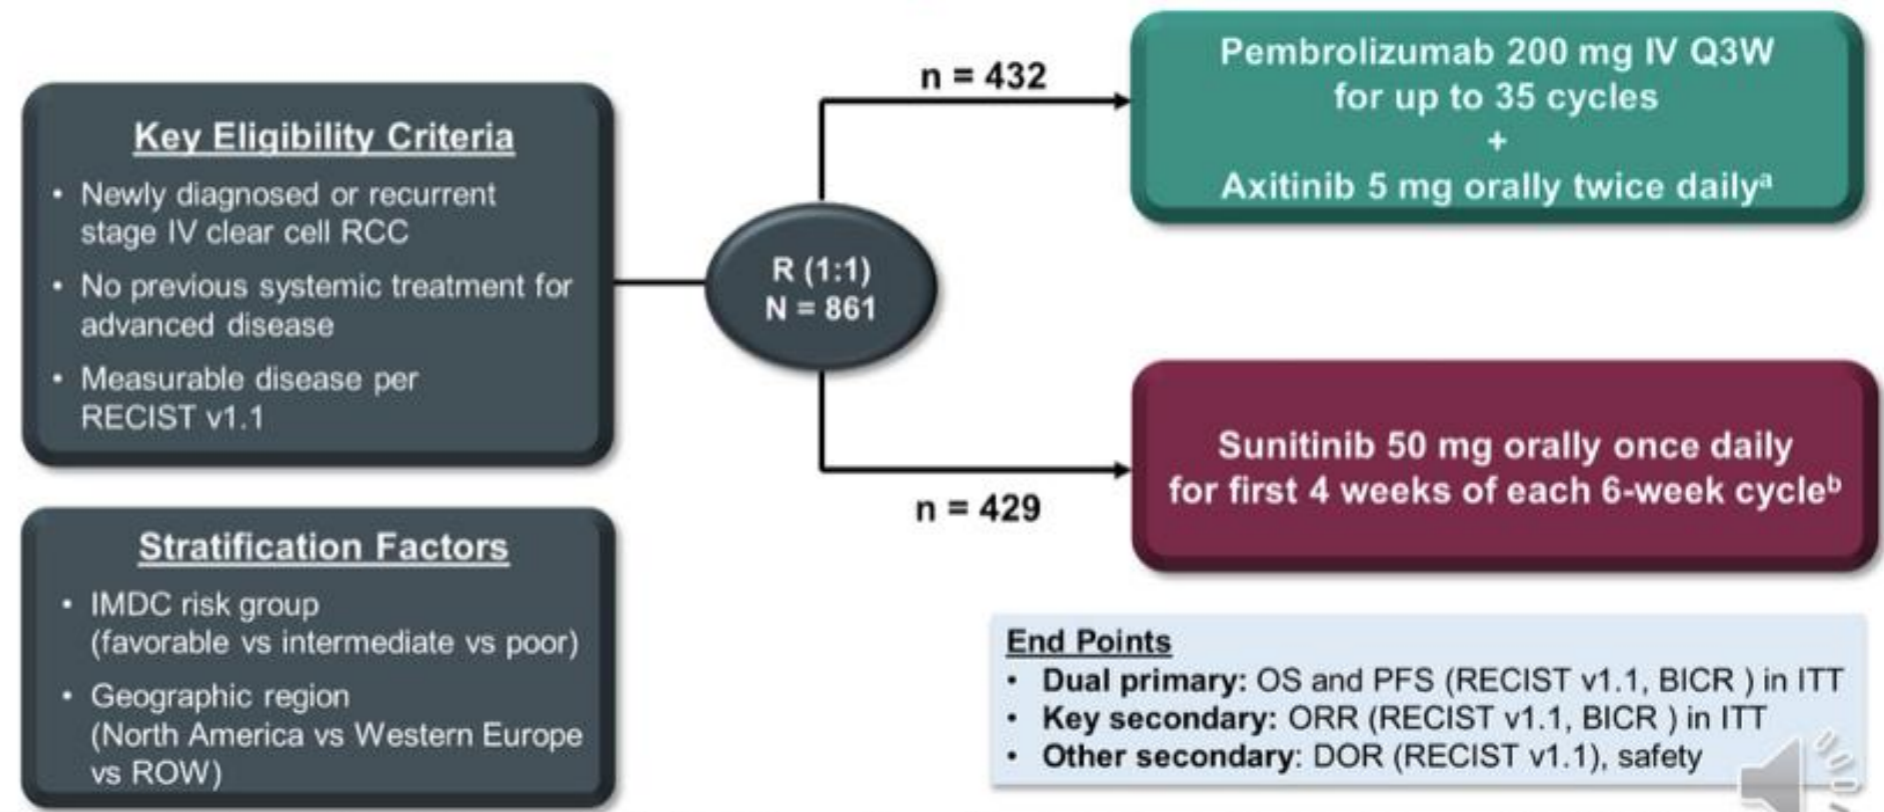 Key Eligibility Criteria
• Newly diagnosed or recurrent
stage IV clear cell RCC
• No previous systemic treatment for
advanced disease
• Measurable disease per
RECIST v1.1
Stratification Factors
• IMDC risk group
(favorable vs intermediate vs poor)
• Geographic region
(North America vs Western Europe
vs ROW)
R (1:1)
N = 861
n = 432
Pembrolizumab 200 mg IV Q3W
for up to 35 cycles
+
Axitinib 5 mg orally twice dailyᵃ
n = 429
Sunitinib 50 mg orally once daily
for first 4 weeks of each 6-week cycleᵇ
End Points
• Dual primary: OS and PFS (RECIST v1.1, BICR ) in ITT
• Key secondary: ORR (RECIST v1.1, BICR ) in ITT
• Other secondary: DOR (RECIST v1.1), safety